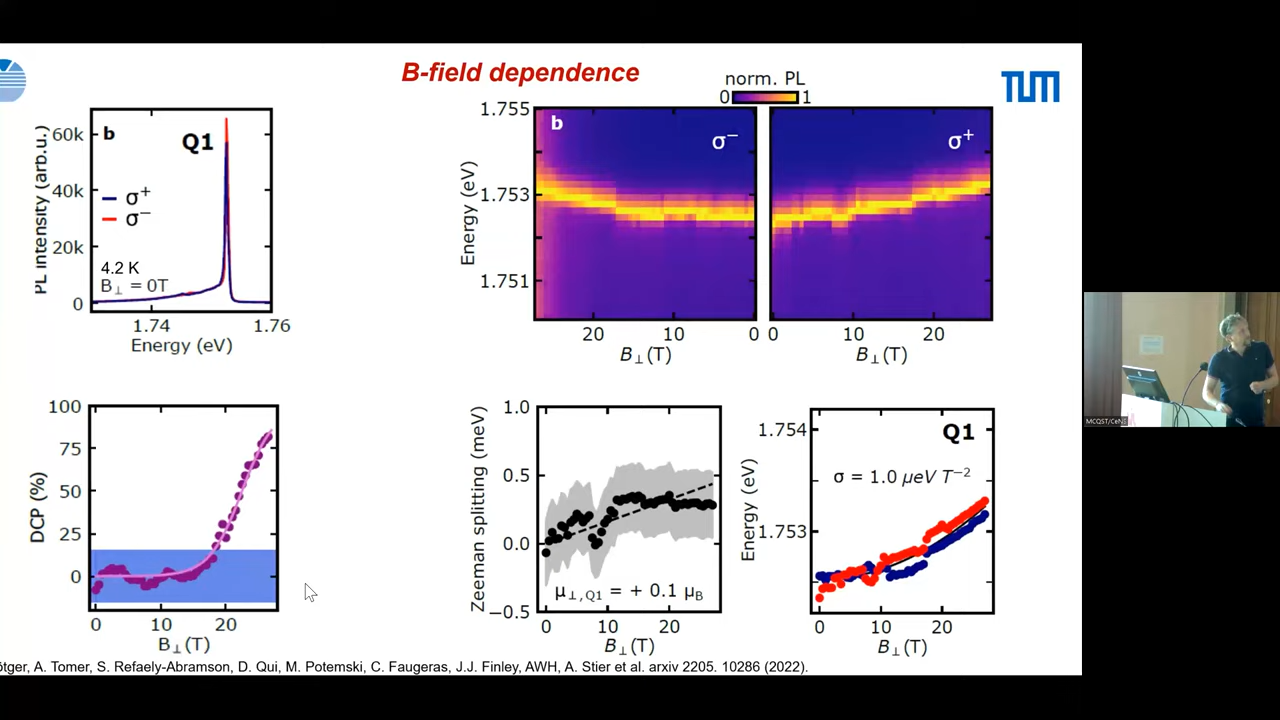 B-field dependence
TUM
PL intensity (arb.u.)
60k
40k
20k
0
b
Q1
σ+
σ−
4.2 K
B⊥ = 0T
1.74
1.76
Energy (eV)
norm. PL
0
1
1.755
1.753
1.751
Energy (eV)
b
σ−
σ+
20
10
0
0
10
20
B⊥(T)
B⊥(T)
DCP (%)
100
75
50
25
0
0
10
20
B⊥(T)
Zeeman splitting (meV)
1.0
0.5
0.0
−0.5
μ⊥,Q1 = + 0.1 μB
0
10
20
B⊥(T)
Energy (eV)
1.754
1.753
Q1
σ = 1.0 μeV T−2
0
10
20
B⊥(T)
A. Tomer, S. Refaely-Abramson, D. Qui, M. Potemski, C. Faugeras, J.J. Finley, AWH, A. Stier et al. arxiv 2205. 10286 (2022).